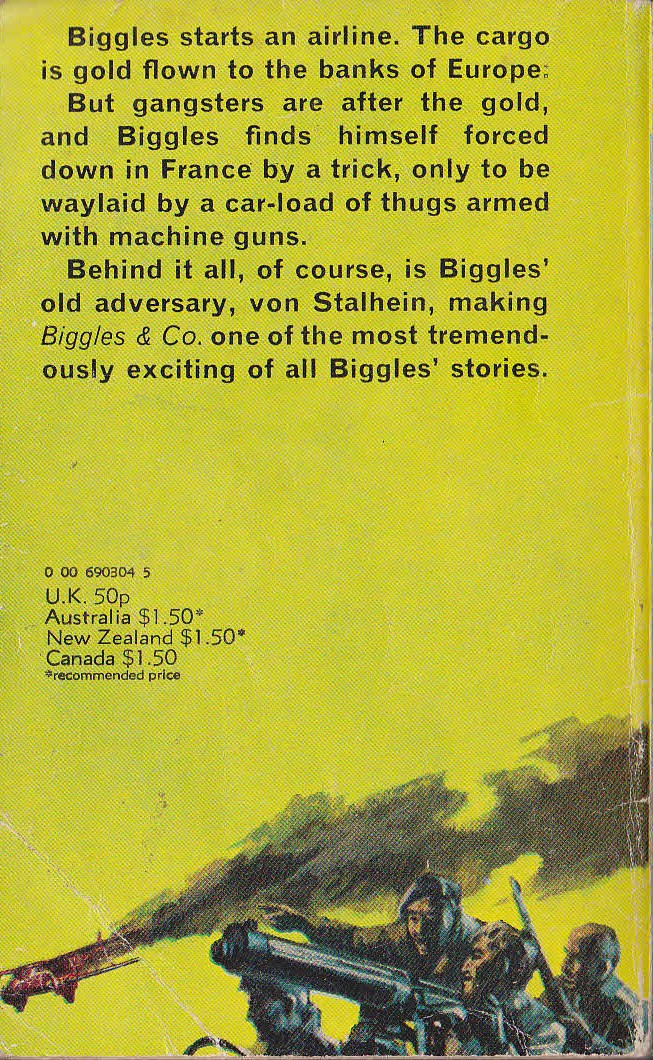 Biggles starts an airline. The cargo
is gold flown to the banks of Europe.
But gangsters are after the gold,
and Biggles finds himself forced
down in France by a trick, only to be
waylaid by a car-load of thugs armed
with machine guns.
Behind it all, of course, is Biggles'
old adversary, von Stalhein, making
Biggles & Co. one of the most tremend-
ously exciting of all Biggles' stories.
0 00 690304 5
U.K. 50p
Australia $1.50*
New Zealand $1.50*
Canada $1.50
*recommended price